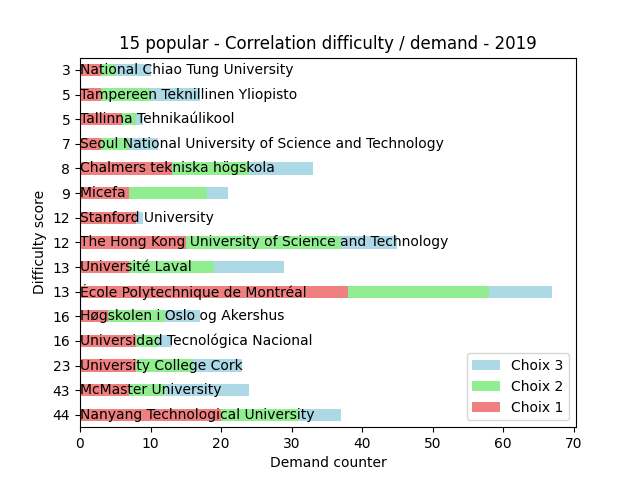 15 popular - Correlation difficulty / demand - 2019
Difficulty score
3 National Chiao Tung University
5 Tampereen Teknillinen Yliopisto
5 Tallinna Tehnikaúlikool
7 Seoul National University of Science and Technology
8 Chalmers tekniska högskola
9 Micefa
12 Stanford University
12 The Hong Kong University of Science and Technology
13 Université Laval
13 École Polytechnique de Montréal
16 Høgskolen i Oslo og Akershus
16 Universidad Tecnológica Nacional
23 University College Cork
43 McMaster University
44 Nanyang Technological University
Choix 3
Choix 2
Choix 1
0 10 20 30 40 50 60 70
Demand counter